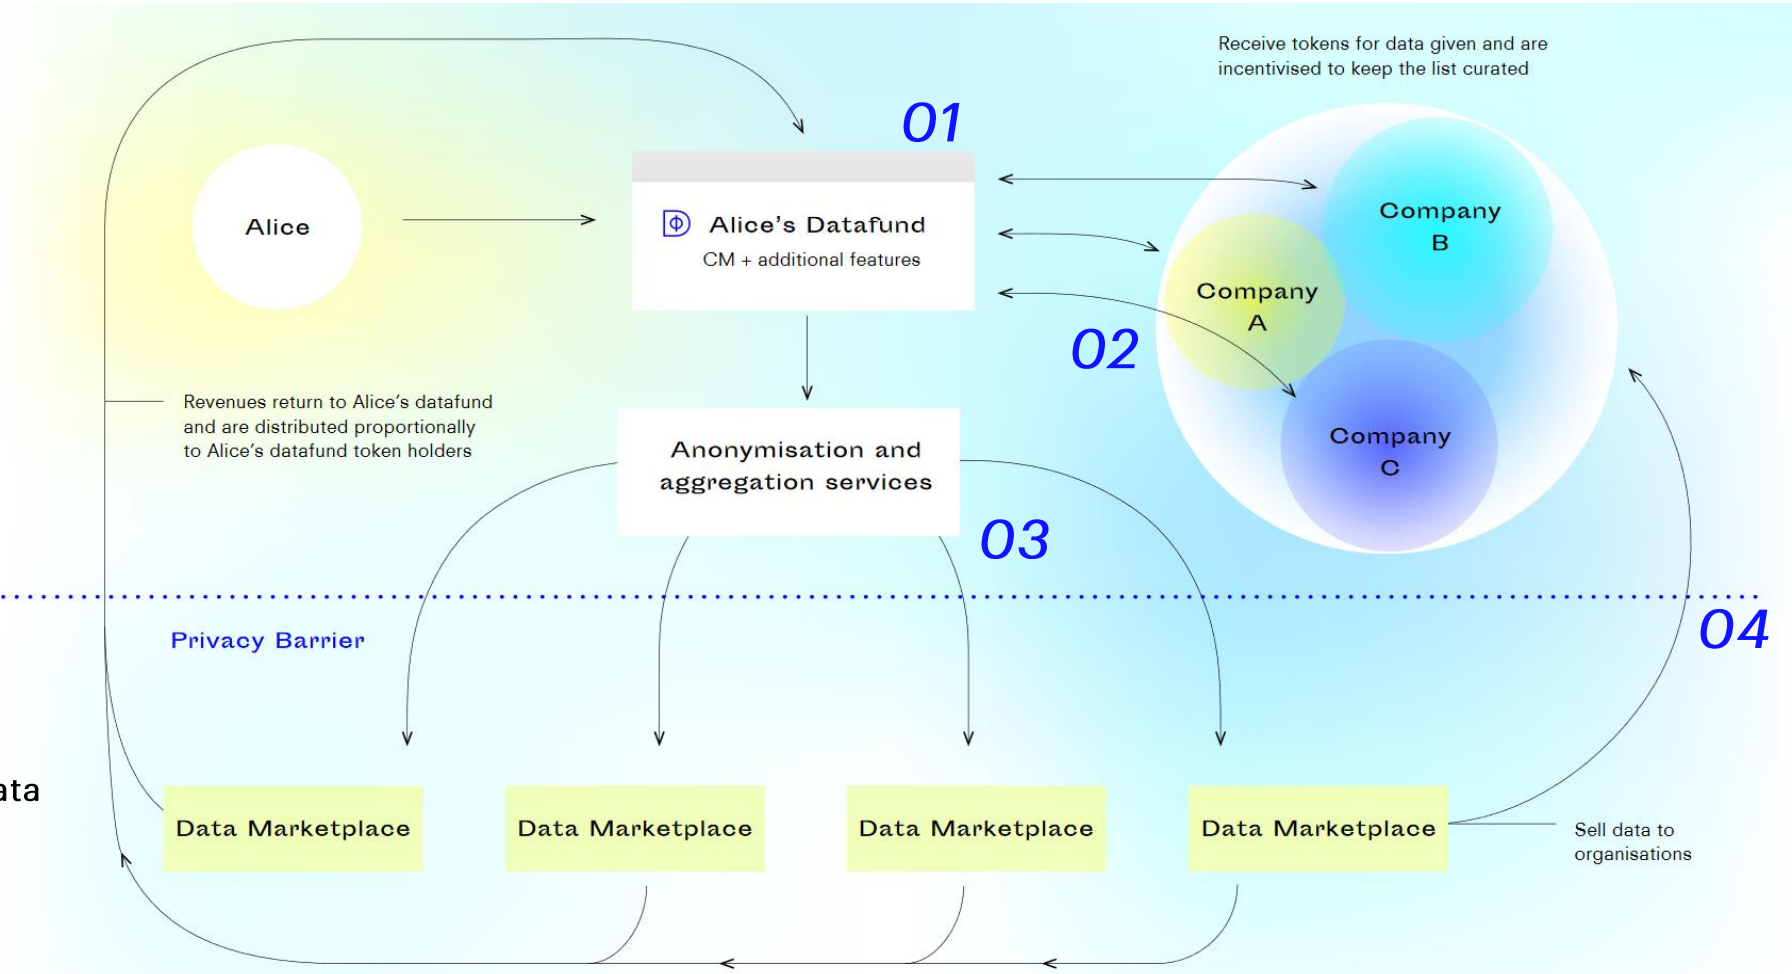 Receive tokens for data given and are
incentivised to keep the list curated
01
Alice
Alice's Datafund
CM + additional features
Company
B
Company
A
02
Company
C
Revenues return to Alice's datafund
and are distributed proportionally
to Alice's datafund token holders
Anonymisation and
aggregation services
03
Privacy Barrier
04
ata
Data Marketplace
Data Marketplace
Data Marketplace
Data Marketplace
Sell data to
organisations